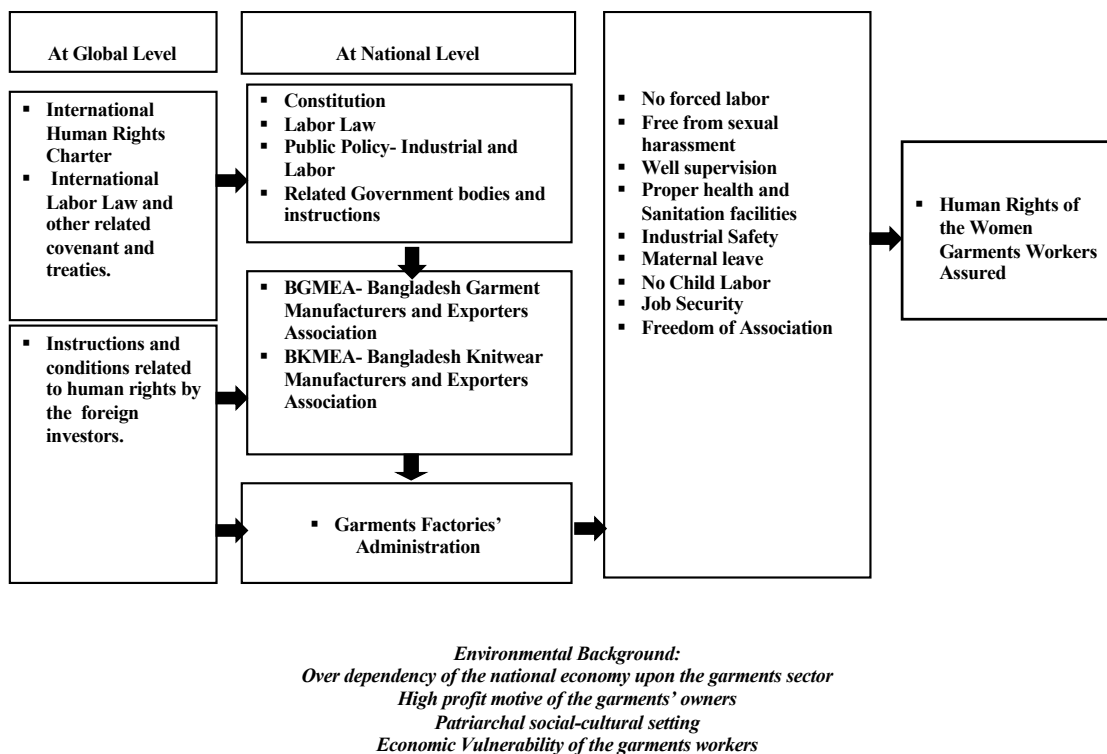 At Global Level
At National Level
▪ International
Human Rights
Charter
▪ International
Labor Law and
other related
covenant and
treaties.
▪ Instructions and
conditions related
to human rights by
the foreign
investors.
▪ Constitution
▪ Labor Law
▪ Public Policy- Industrial and
Labor
▪ Related Government bodies and
instructions
▪ BGMEA- Bangladesh Garment
Manufacturers and Exporters
Association
▪ BKMEA- Bangladesh Knitwear
Manufacturers and Exporters
Association
▪ Garments Factories’
Administration
▪ No forced labor
▪ Free from sexual
harassment
▪ Well supervision
▪ Proper health and
Sanitation facilities
▪ Industrial Safety
▪ Maternal leave
▪ No Child Labor
▪ Job Security
▪ Freedom of Association
▪ Human Rights of
the Women
Garments Workers
Assured
Environmental Background:
Over dependency of the national economy upon the garments sector
High profit motive of the garments’ owners
Patriarchal social-cultural setting
Economic Vulnerability of the garments workers